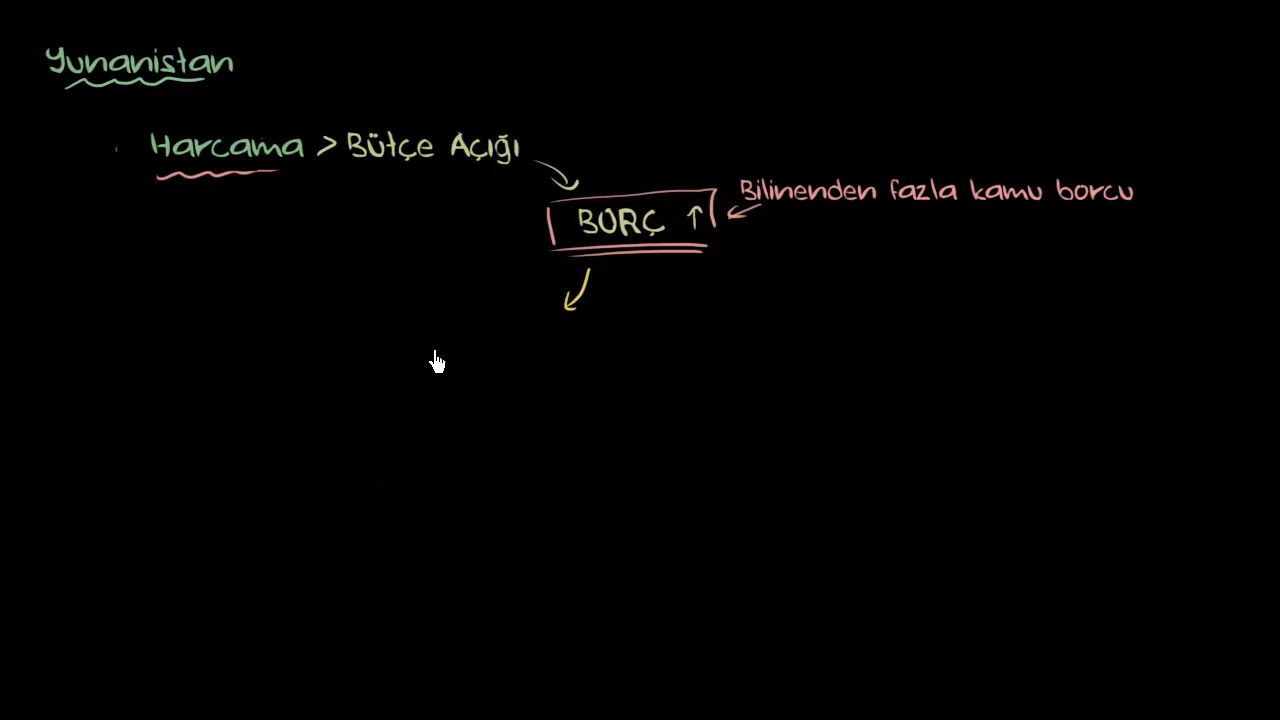 Yunanistan
Harcama > Bütçe Açığı
Bilinenden fazla kamu borcu
BORÇ ↑